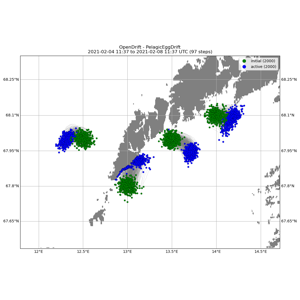 OpenDrift - PelagicEggDrift
2021-02-04 11:37 to 2021-02-08 11:37 UTC (97 steps)
initial (2000)
active (2000)
68.25°N
68.25°N
68.1°N
68.1°N
67.95°N
67.95°N
67.8°N
67.8°N
67.65°N
67.65°N
12°E
12.5°E
13°E
13.5°E
14°E
14.5°E